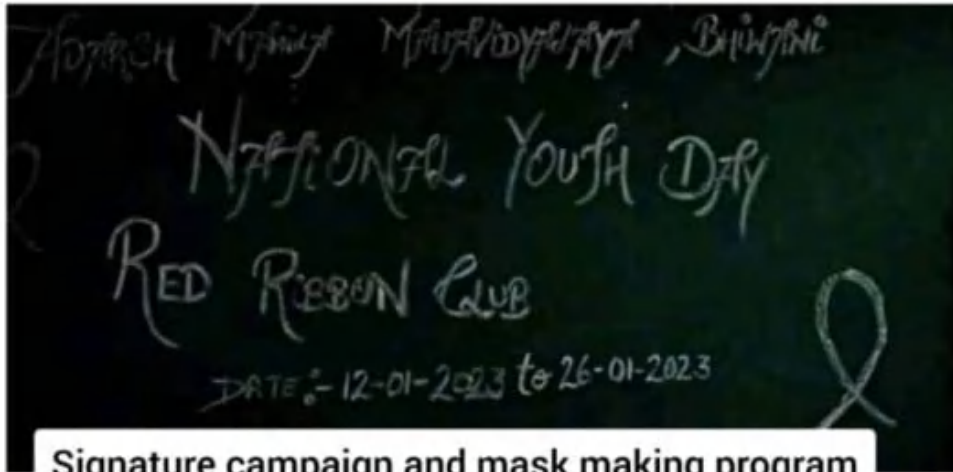 ADARSH MAHILA MAHAVIDYALAYA, BHIWANI
NATIONAL YOUTH DAY
RED RIBBON CLUB
DATE:- 12-01-2023 to 26-01-2023
Signature campaign and mask making program